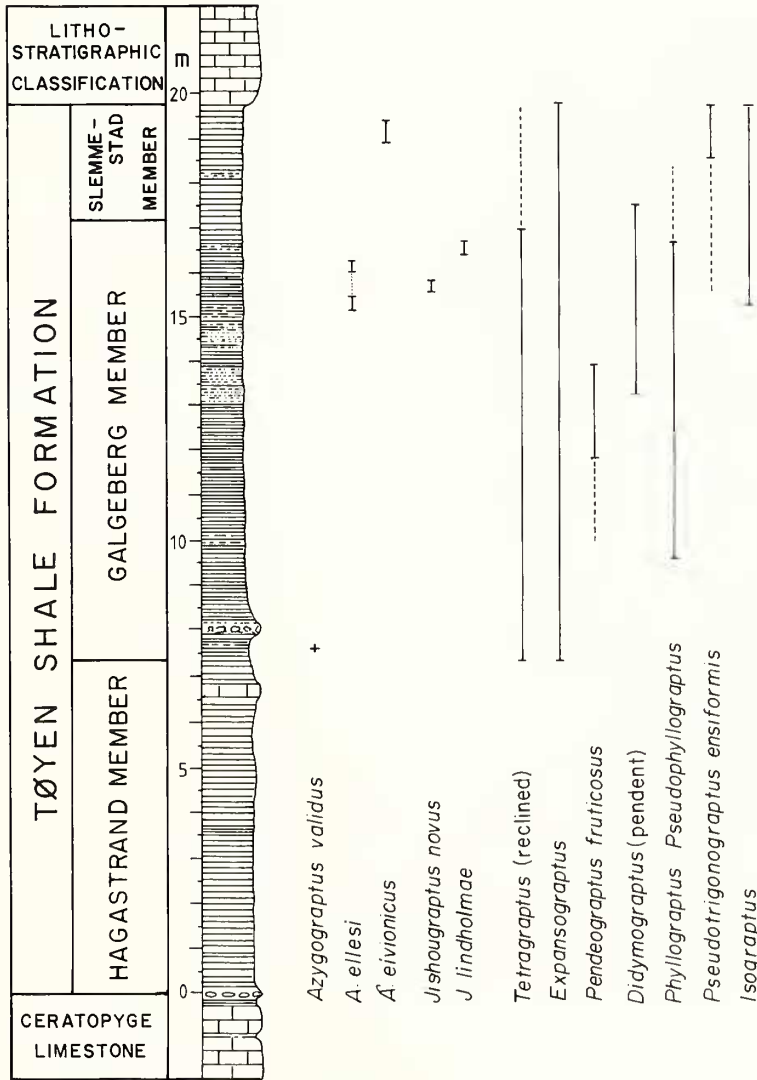 LITHO-
STRATIGRAPHIC
CLASSIFICATION
m
20
15
10
5
0
TØYEN SHALE FORMATION
SLEMME-
STAD
MEMBER
GALGEBERG MEMBER
HAGASTRAND MEMBER
CERATOPYGE
LIMESTONE
Azygograptus validus
A. ellesi
A. eivionicus
Jishougraptus novus
J lindholmae
Tetragraptus (reclined)
Expansograptus
Pendeograptus fruticosus
Didymograptus (pendent)
Phyllograptus Pseudophyllograptus
Pseudotrigonograptus ensiformis
Isograptus